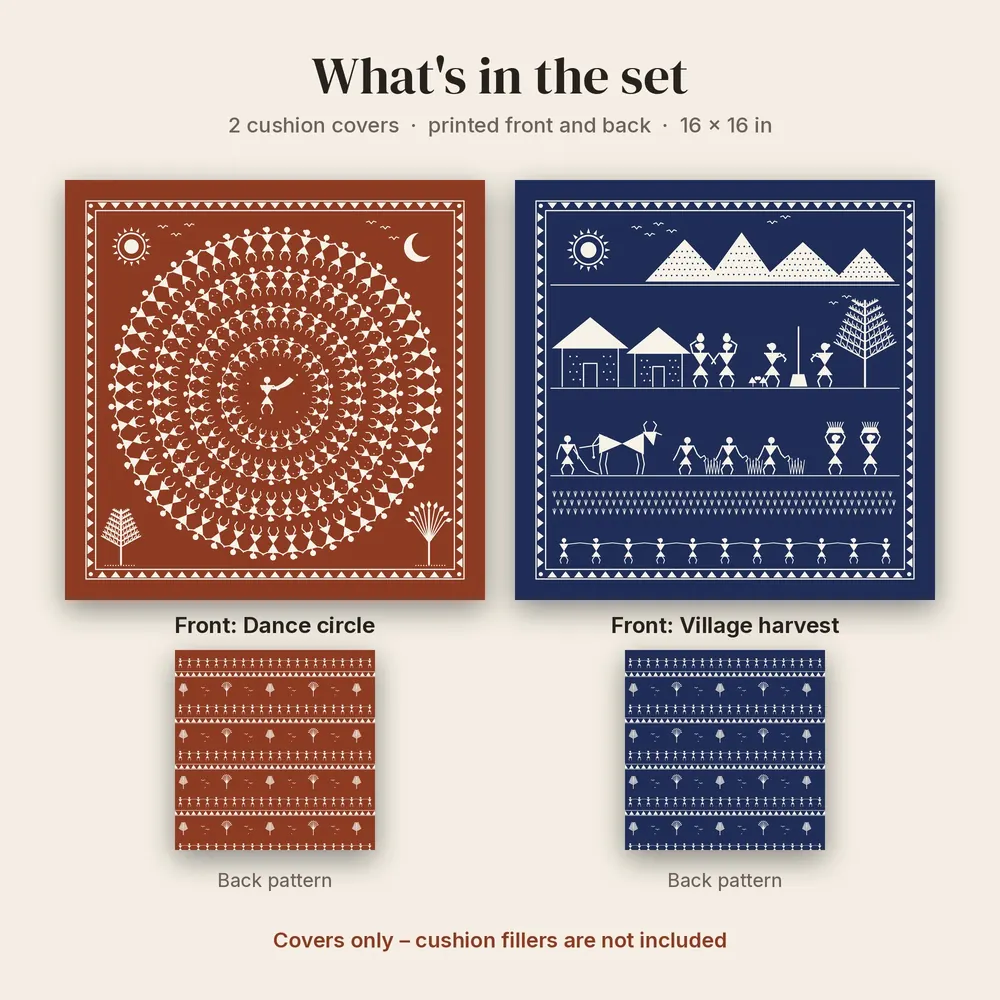 What's in the set
2 cushion covers · printed front and back · 16 × 16 in
Front: Dance circle
Front: Village harvest
Back pattern
Back pattern
Covers only – cushion fillers are not included